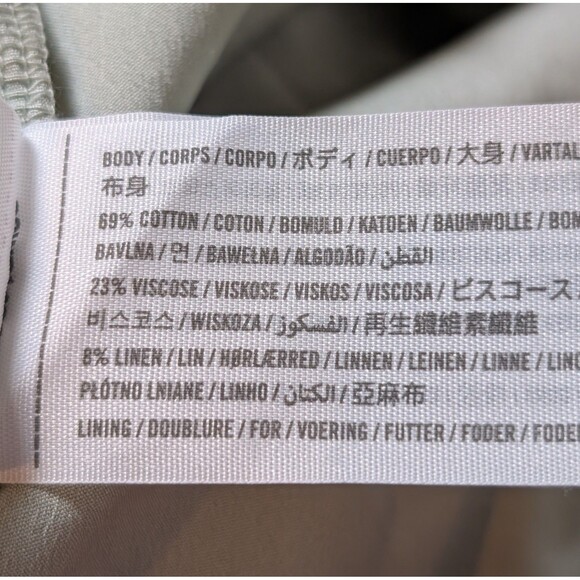 BODY / CORPS / CORPO / ボディ / CUERPO / 大身 / VARTAL
布身
69% COTTON / COTON / BOMULD / KATOEN / BAUMWOLLE / BOM
BAVLNA / 면 / BAWEŁNA / ALGODÃO / القطن
23% VISCOSE / VISKOSE / VISKOS / VISCOSA / ビスコース
비스코스 / WISKOZA / الفسكوز / 再生纖維素纖維
8% LINEN / LIN / HØRLÆRRED / LINNEN / LEINEN / LINNE / LINO
PŁÓTNO LNIANE / LINHO / الكتان / 亞麻布
LINING / DOUBLURE / FOR / VOERING / FUTTER / FODER / FODE